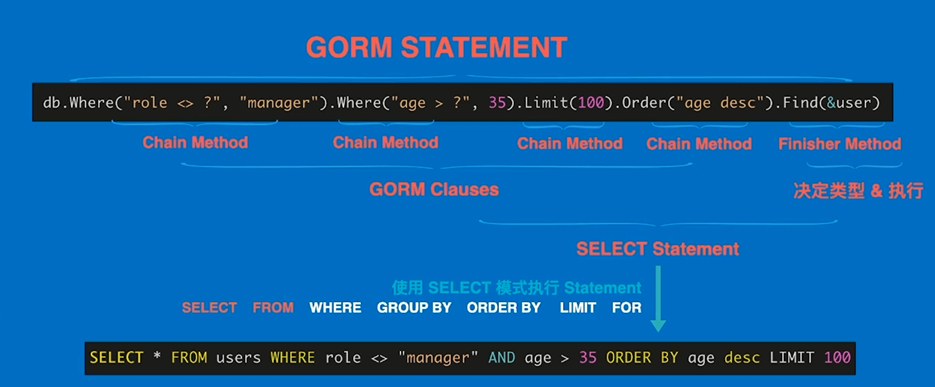 GORM STATEMENT
db.Where("role <> ?", "manager").Where("age > ?", 35).Limit(100).Order("age desc").Find(&user)
Chain Method Chain Method Chain Method Chain Method Finisher Method
GORM Clauses 决定类型 & 执行
SELECT Statement
使用 SELECT 模式执行 Statement
SELECT FROM WHERE GROUP BY ORDER BY LIMIT FOR
SELECT * FROM users WHERE role <> "manager" AND age > 35 ORDER BY age desc LIMIT 100